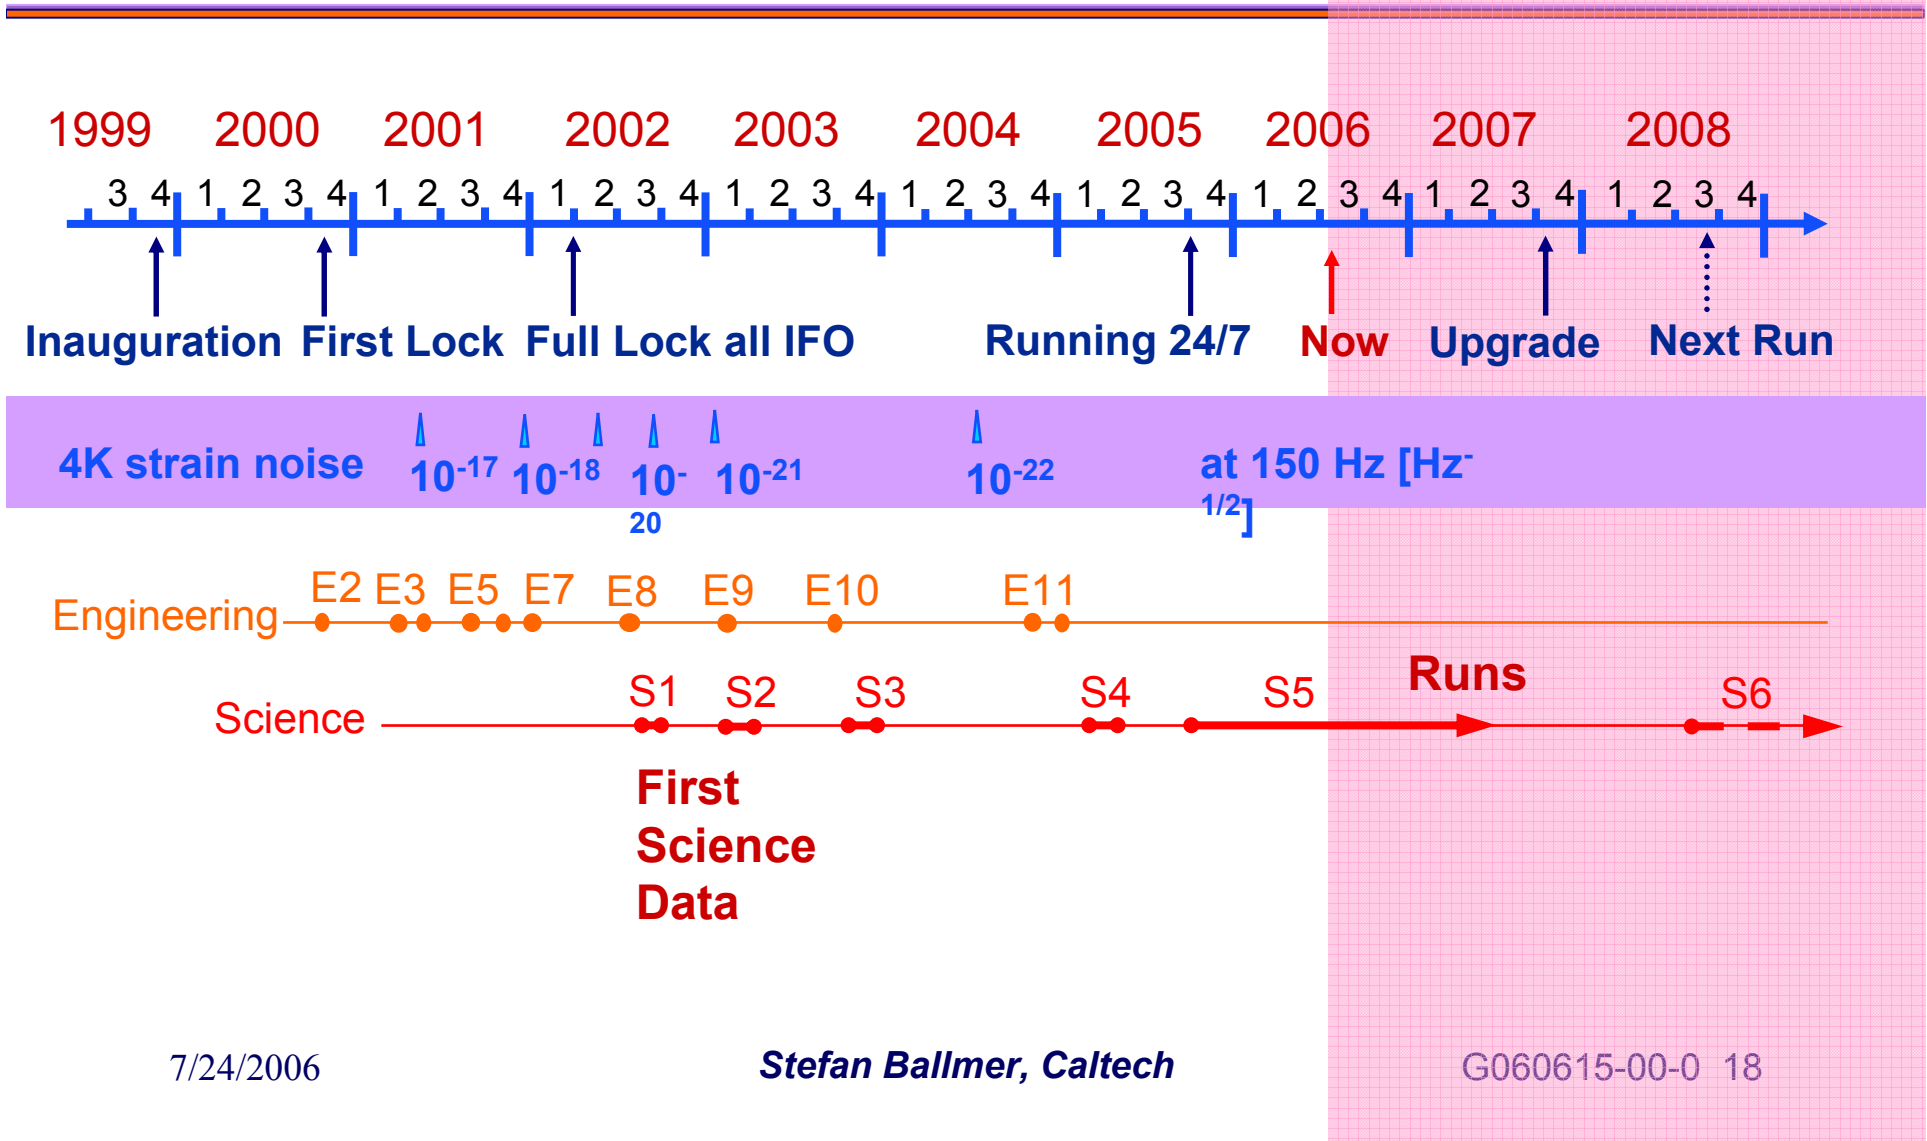 1999 2000 2001 2002 2003 2004 2005 2006 2007 2008
3 4 1 2 3 4 1 2 3 4 1 2 3 4 1 2 3 4 1 2 3 4 1 2 3 4 1 2 3 4 1 2 3 4 1 2 3 4
Inauguration First Lock Full Lock all IFO Running 24/7 Now Upgrade Next Run
4K strain noise 10⁻¹⁷ 10⁻¹⁸ 10⁻ 10⁻²¹ 10⁻²² at 150 Hz [Hz⁻
²⁰ ¹/²]
E2 E3 E5 E7 E8 E9 E10 E11
Engineering
Runs
S1 S2 S3 S4 S5 S6
Science
First
Science
Data
7/24/2006 Stefan Ballmer, Caltech G060615-00-0 18